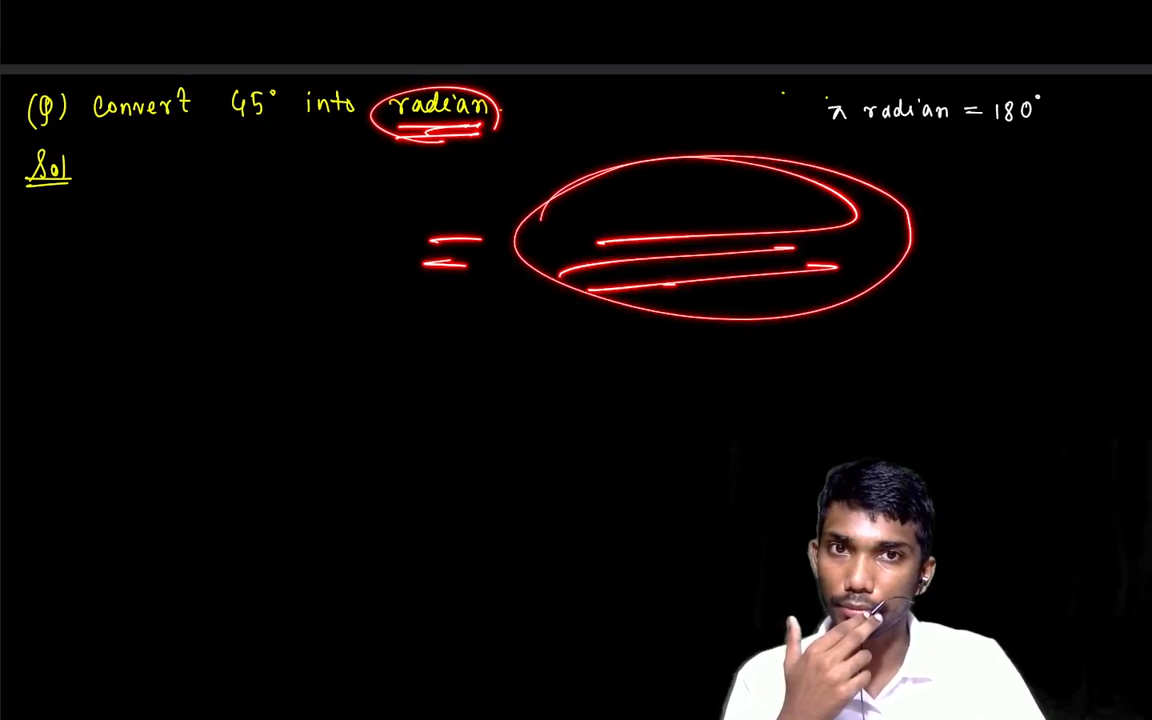 (Q) Convert 45° into radian
π radian = 180°
Sol
=